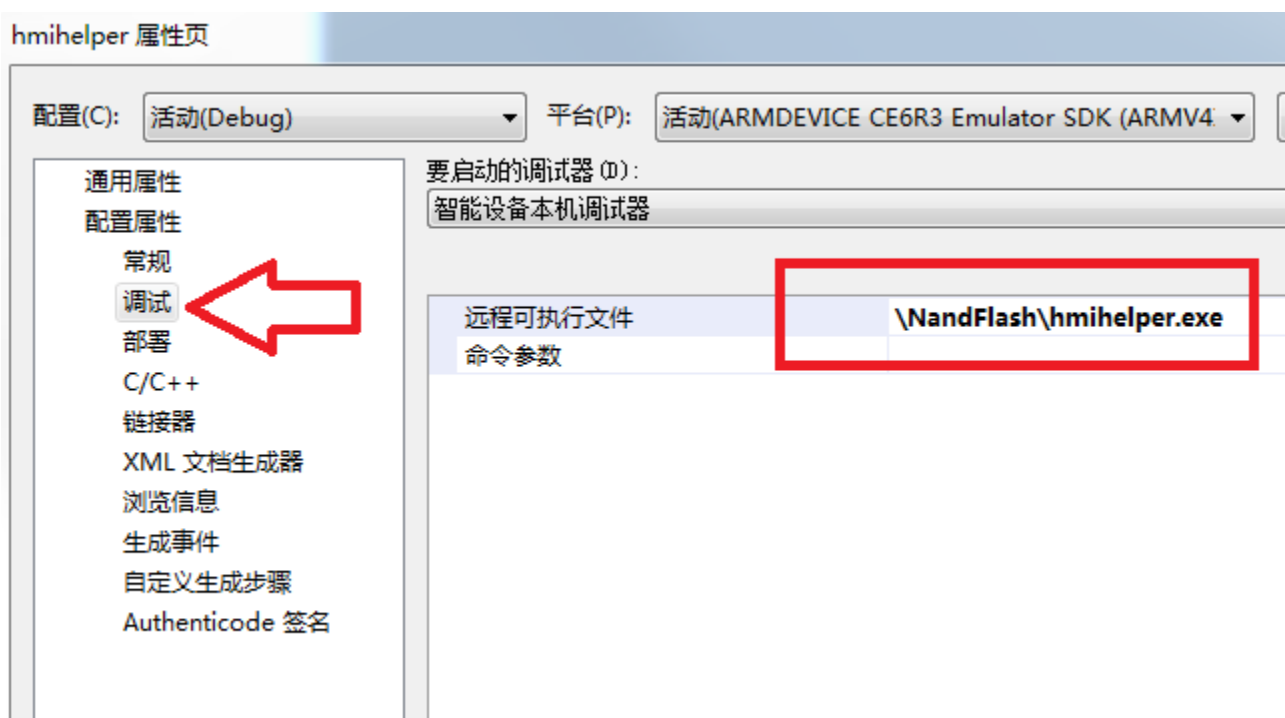 hmihelper 属性页
配置(C): 活动(Debug) 平台(P): 活动(ARMDEVICE CE6R3 Emulator SDK (ARMV4
通用属性
配置属性
常规
调试
部署
C/C++
链接器
XML 文档生成器
浏览信息
生成事件
自定义生成步骤
Authenticode 签名
要启动的调试器(D):
智能设备本机调试器
远程可执行文件 \NandFlash\hmihelper.exe
命令参数